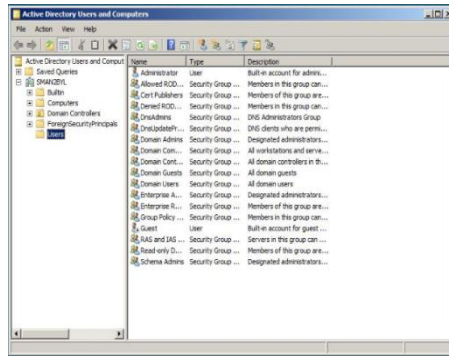 Active Directory Users and Computers
File Action View Help
Active Directory Users and Comput
Saved Queries
SMAN2BYL
Builtin
Computers
Domain Controllers
ForeignSecurityPrincipals
Users
Name Type Description
Administrator User Built-in account for admini...
Allowed ROD... Security Group ... Members in this group can...
Cert Publishers Security Group ... Members of this group are...
Denied ROD... Security Group ... Members in this group can...
DnsAdmins Security Group ... DNS Administrators Group
DnsUpdatePr... Security Group ... DNS clients who are permi...
Domain Admins Security Group ... Designated administrators...
Domain Com... Security Group ... All workstations and serve...
Domain Cont... Security Group ... All domain controllers in th...
Domain Guests Security Group ... All domain guests
Domain Users Security Group ... All domain users
Enterprise A... Security Group ... Designated administrators...
Enterprise R... Security Group ... Members of this group are...
Group Policy ... Security Group ... Members in this group can...
Guest User Built-in account for guest ...
RAS and IAS ... Security Group ... Servers in this group can ...
Read-only D... Security Group ... Members of this group are...
Schema Admins Security Group ... Designated administrators...